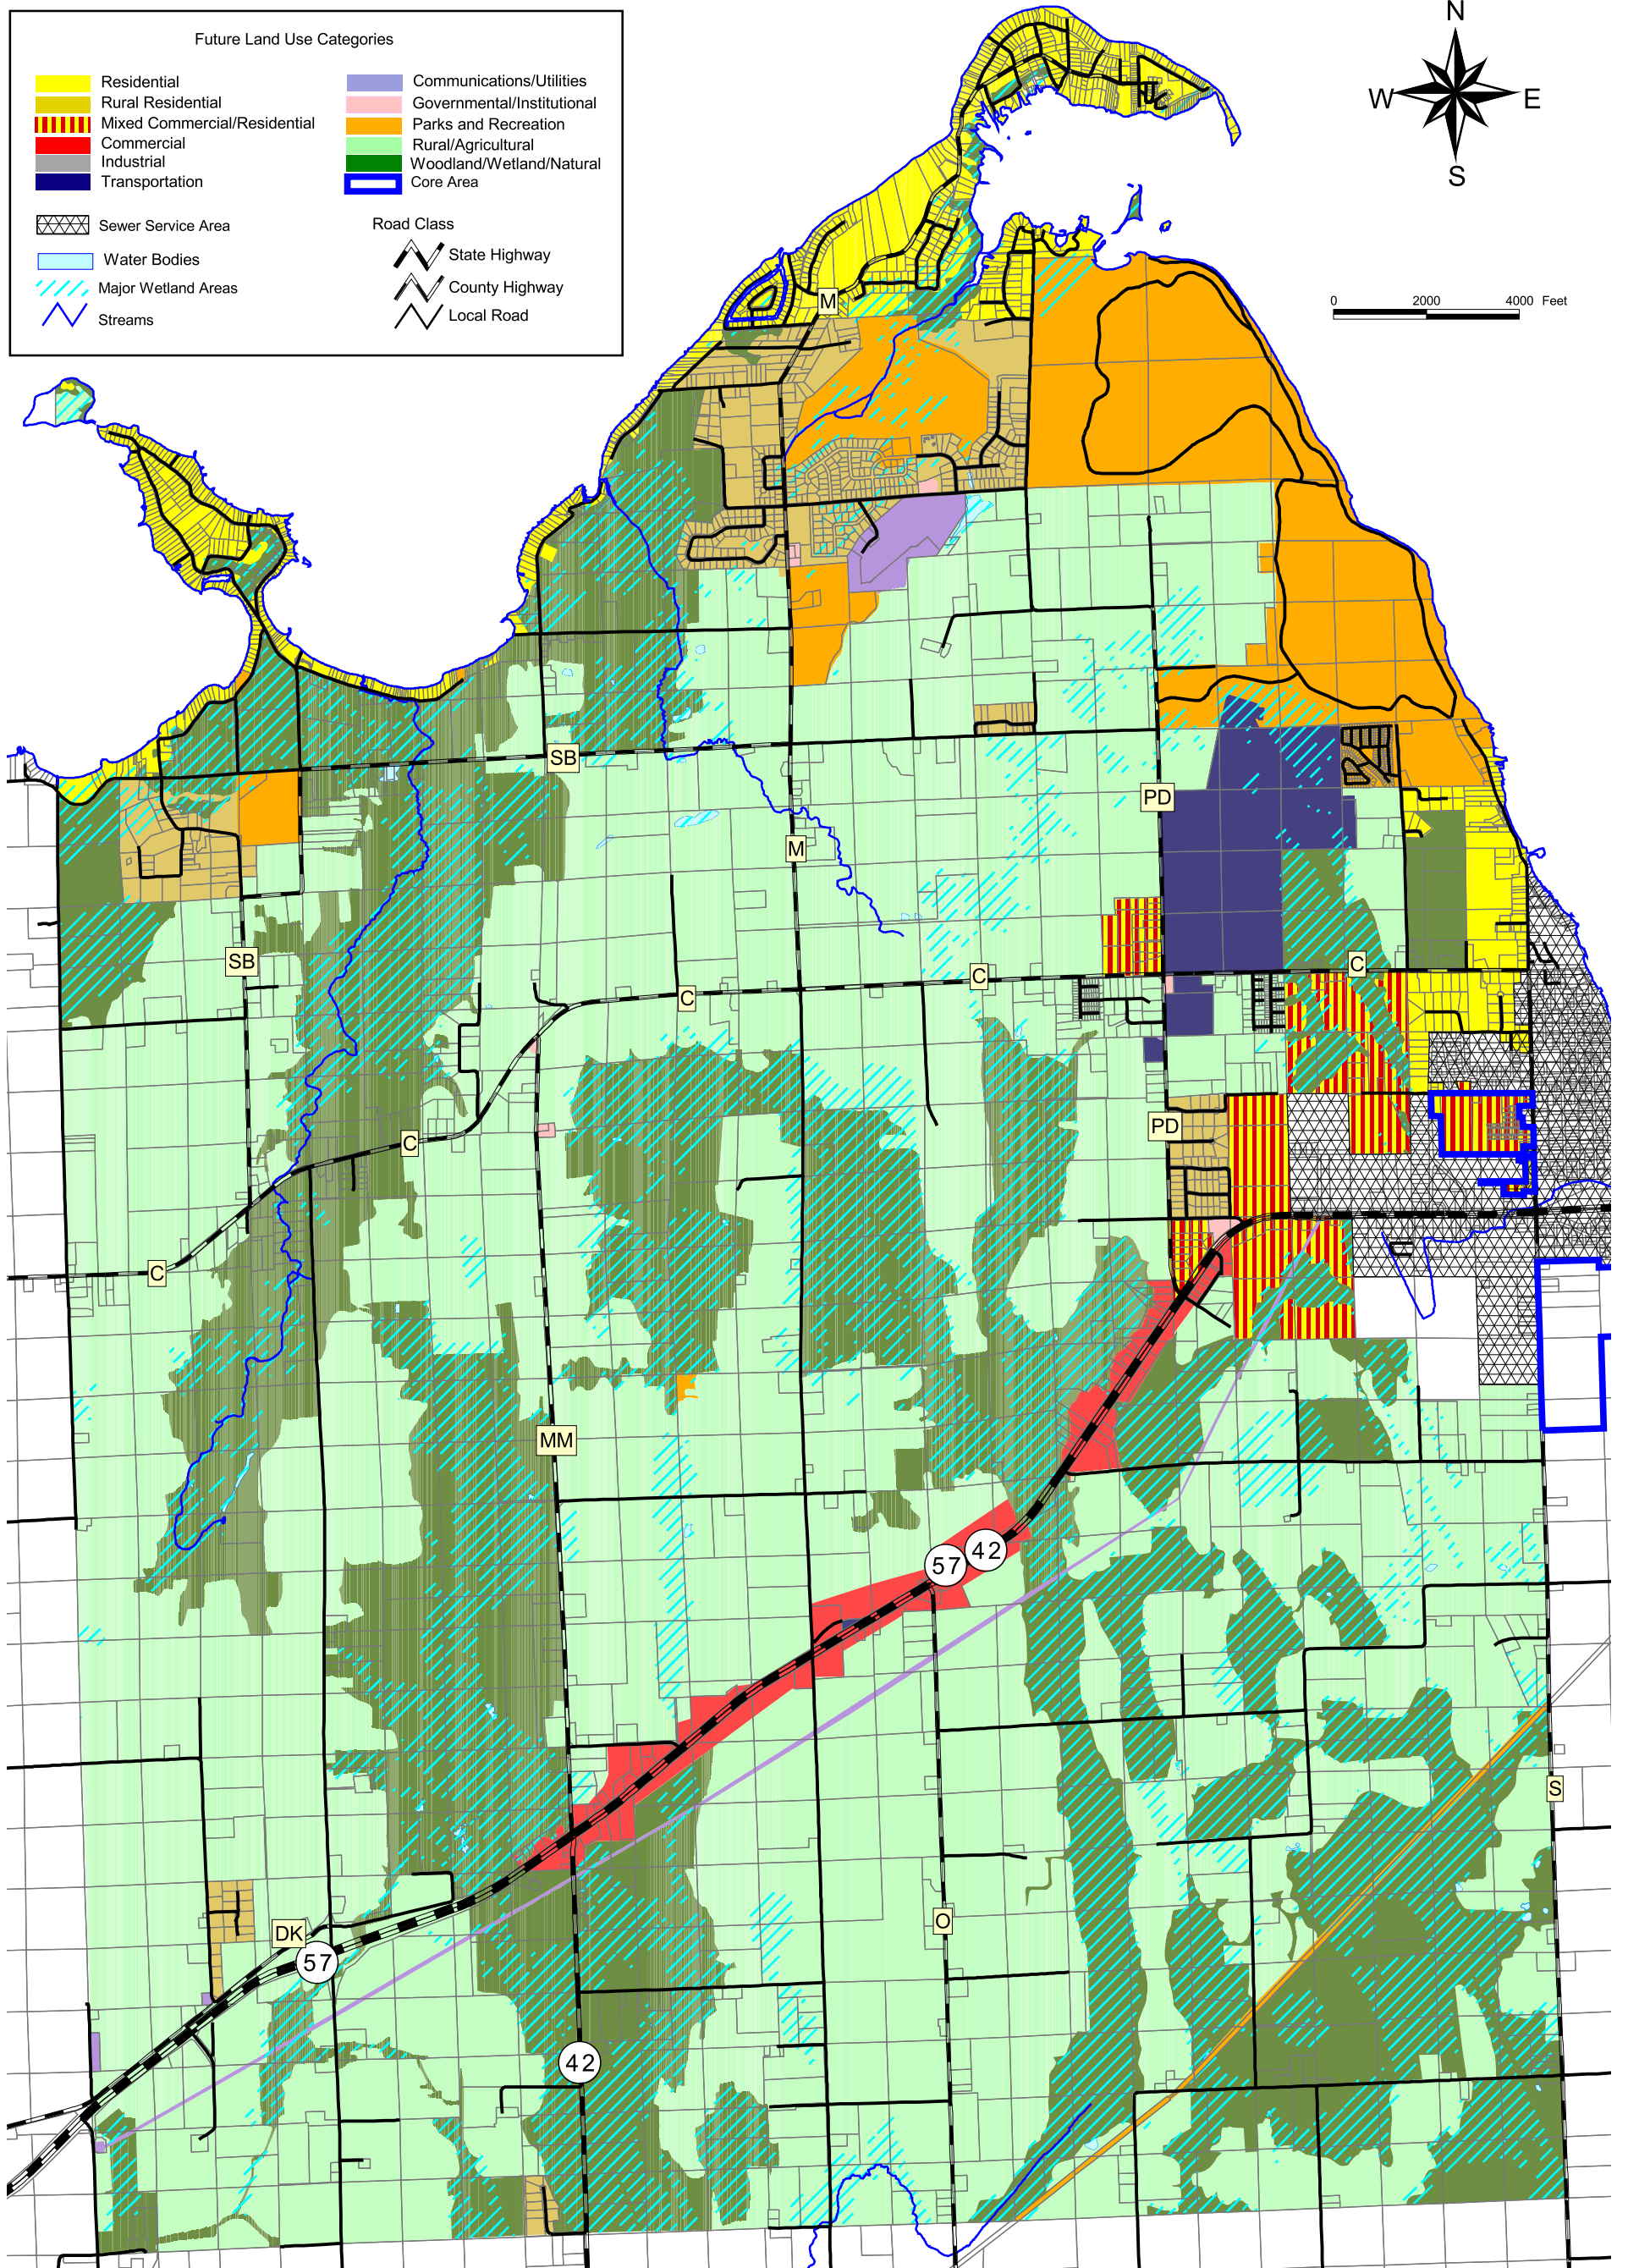 Future Land Use Categories
Residential
Rural Residential
Mixed Commercial/Residential
Commercial
Industrial
Transportation
Communications/Utilities
Governmental/Institutional
Parks and Recreation
Rural/Agricultural
Woodland/Wetland/Natural
Core Area
Sewer Service Area
Water Bodies
Major Wetland Areas
Streams
Road Class
State Highway
County Highway
Local Road
N
W E
S
0 2000 4000 Feet
M
SB
PD
M
SB
C
C
C
PD
C
C
MM
42
57
S
O
DK
57
42